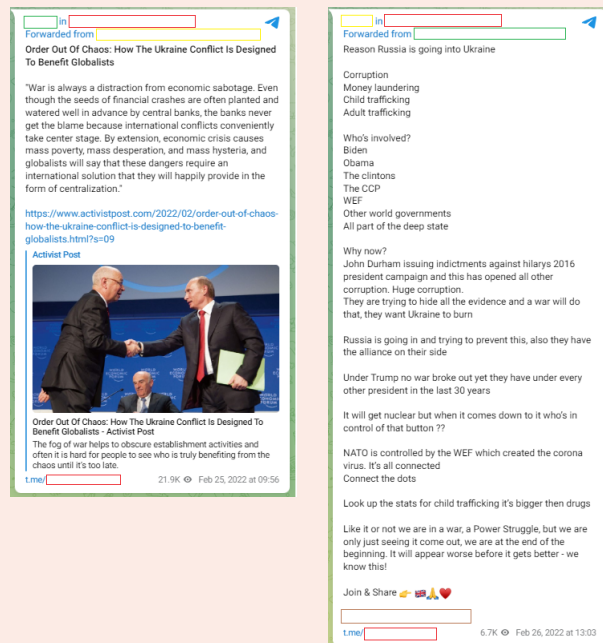 in
Forwarded from
Order Out Of Chaos: How The Ukraine Conflict Is Designed
To Benefit Globalists
"War is always a distraction from economic sabotage. Even
though the seeds of financial crashes are often planted and
watered well in advance by central banks, the banks never
get the blame because international conflicts conveniently
take center stage. By extension, economic crisis causes
mass poverty, mass desperation, and mass hysteria, and
globalists will say that these dangers require an
international solution that they will happily provide in the
form of centralization."
https://www.activistpost.com/2022/02/order-out-of-chaos-
how-the-ukraine-conflict-is-designed-to-benefit-
globalists.html?s=09
Activist Post
WORLD
ECONOMIC
FORUM
Order Out Of Chaos: How The Ukraine Conflict Is Designed To
Benefit Globalists - Activist Post
The fog of war helps to obscure establishment activities and
often it is hard for people to see who is truly benefiting from the
chaos until it's too late.
t.me/
21.9K Feb 25, 2022 at 09:56
in
Forwarded from
Reason Russia is going into Ukraine
Corruption
Money laundering
Child trafficking
Adult trafficking
Who's involved?
Biden
Obama
The clintons
The CCP
WEF
Other world governments
All part of the deep state
Why now?
John Durham issuing indictments against hilarys 2016
president campaign and this has opened all other
corruption. Huge corruption.
They are trying to hide all the evidence and a war will do
that, they want Ukraine to burn
Russia is going in and trying to prevent this, also they have
the alliance on their side
Under Trump no war broke out yet they have under every
other president in the last 30 years
It will get nuclear but when it comes down to it who's in
control of that button ??
NATO is controlled by the WEF which created the corona
virus. It's all connected
Connect the dots
Look up the stats for child trafficking it's bigger then drugs
Like it or not we are in a war, a Power Struggle, but we are
only just seeing it come out, we are at the end of the
beginning. It will appear worse before it gets better - we
know this!
Join & Share 👉 🇬🇧🙏❤️
t.me/
6.7K Feb 26, 2022 at 13:03